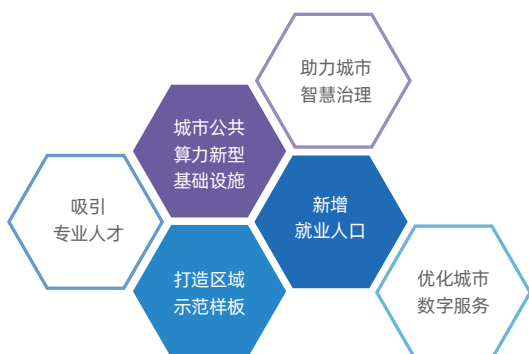 助力城市
智慧治理
城市公共
算力新型
基础设施
吸引
专业人才
新增
就业人口
打造区域
示范样板
优化城市
数字服务